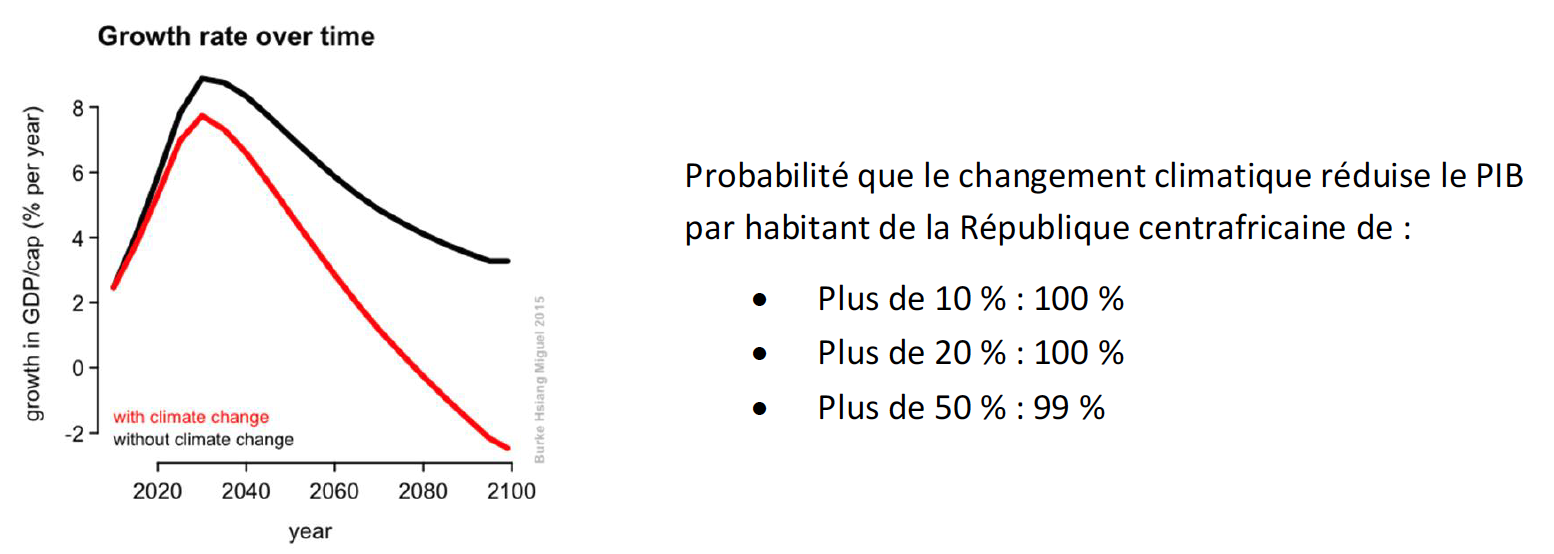 Growth rate over time
growth in GDP/cap (% per year)
8
6
4
2
0
-2
with climate change
without climate change
2020 2040 2060 2080 2100
year
Burke Hsiang Miguel 2015
Probabilité que le changement climatique réduise le PIB
par habitant de la République centrafricaine de :
• Plus de 10 % : 100 %
• Plus de 20 % : 100 %
• Plus de 50 % : 99 %